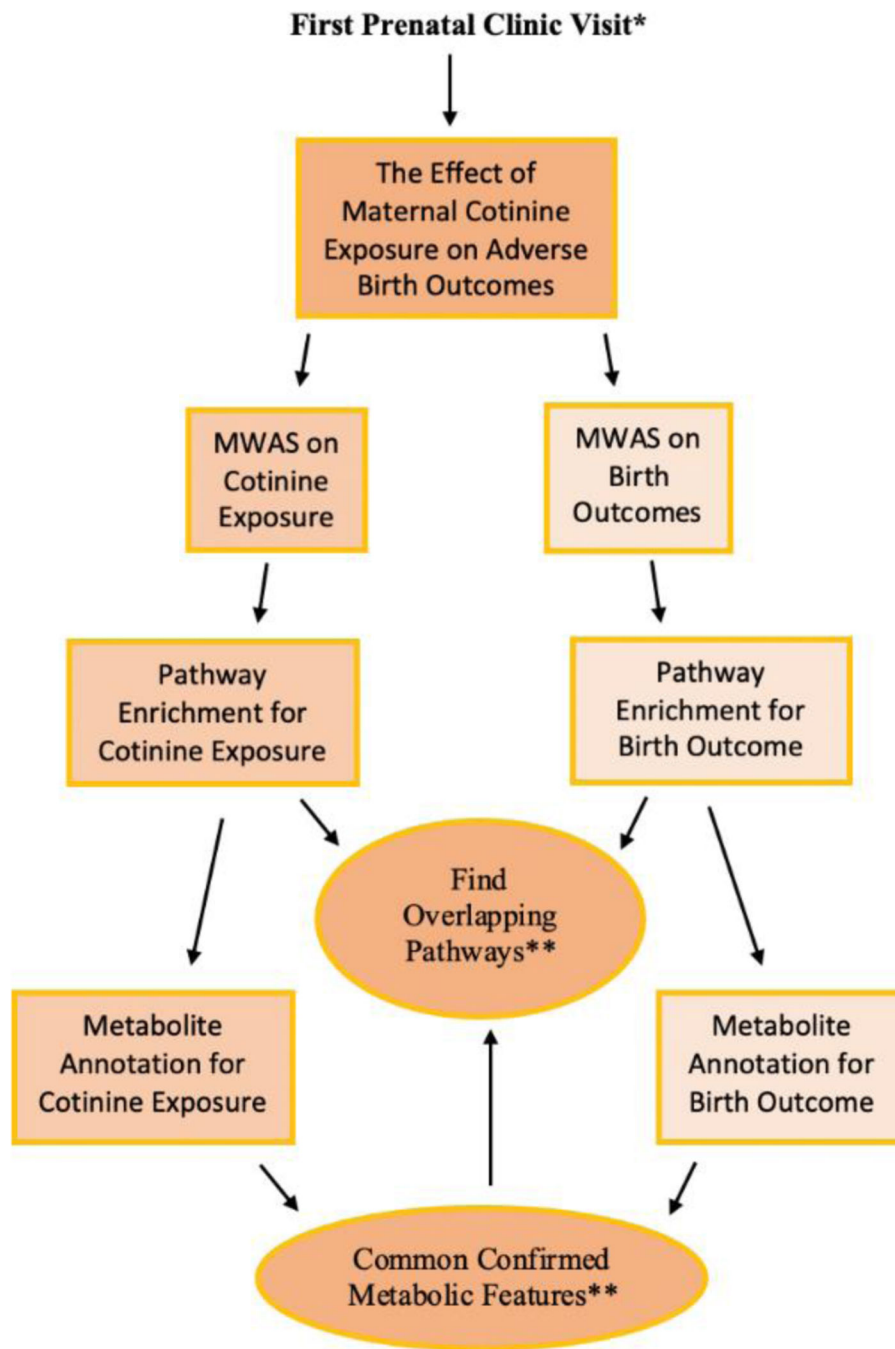 First Prenatal Clinic Visit*
The Effect of
Maternal Cotinine
Exposure on Adverse
Birth Outcomes
MWAS on
Cotinine
Exposure
MWAS on
Birth
Outcomes
Pathway
Enrichment for
Cotinine Exposure
Pathway
Enrichment for
Birth Outcome
Find
Overlapping
Pathways**
Metabolite
Annotation for
Cotinine Exposure
Metabolite
Annotation for
Birth Outcome
Common Confirmed
Metabolic Features**